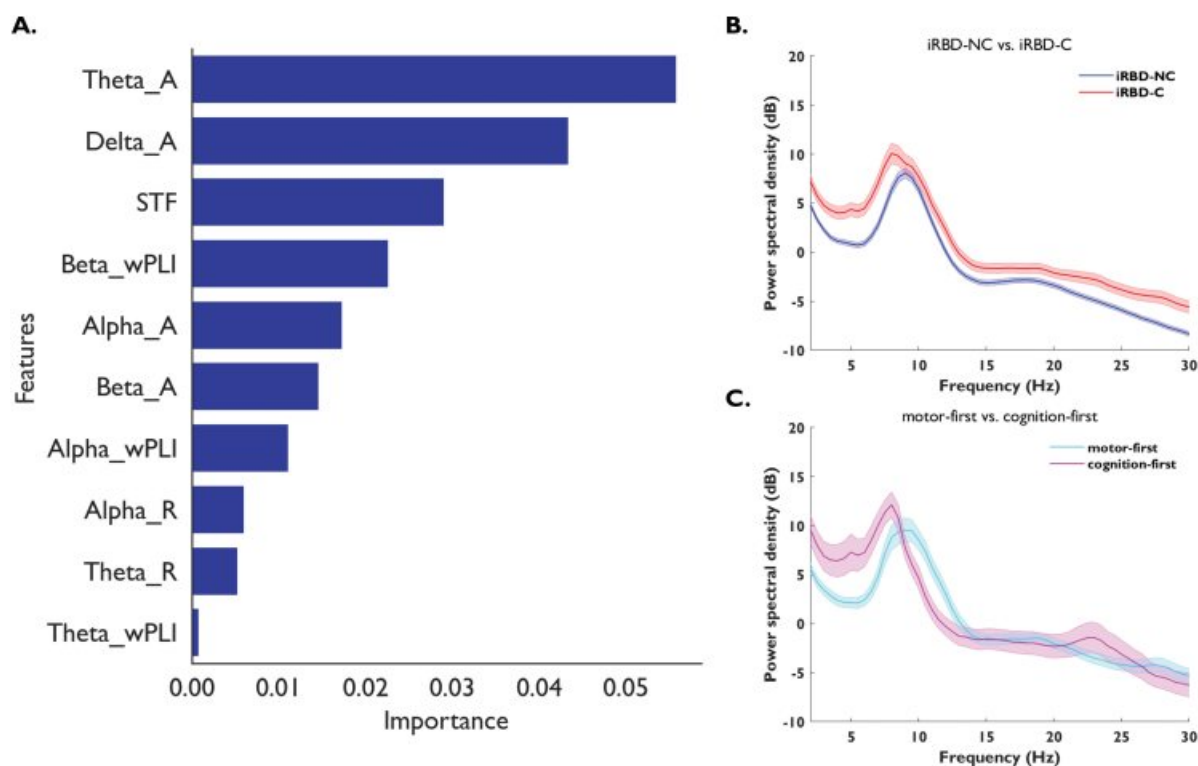 A.
Features
Theta_A
Delta_A
STF
Beta_wPLI
Alpha_A
Beta_A
Alpha_wPLI
Alpha_R
Theta_R
Theta_wPLI
0.00 0.01 0.02 0.03 0.04 0.05
Importance
B.
iRBD-NC vs. iRBD-C
iRBD-NC
iRBD-C
Power spectral density (dB)
20
15
10
5
0
-5
-10
5 10 15 20 25 30
Frequency (Hz)
C.
motor-first vs. cognition-first
motor-first
cognition-first
Power spectral density (dB)
20
15
10
5
0
-5
-10
5 10 15 20 25 30
Frequency (Hz)